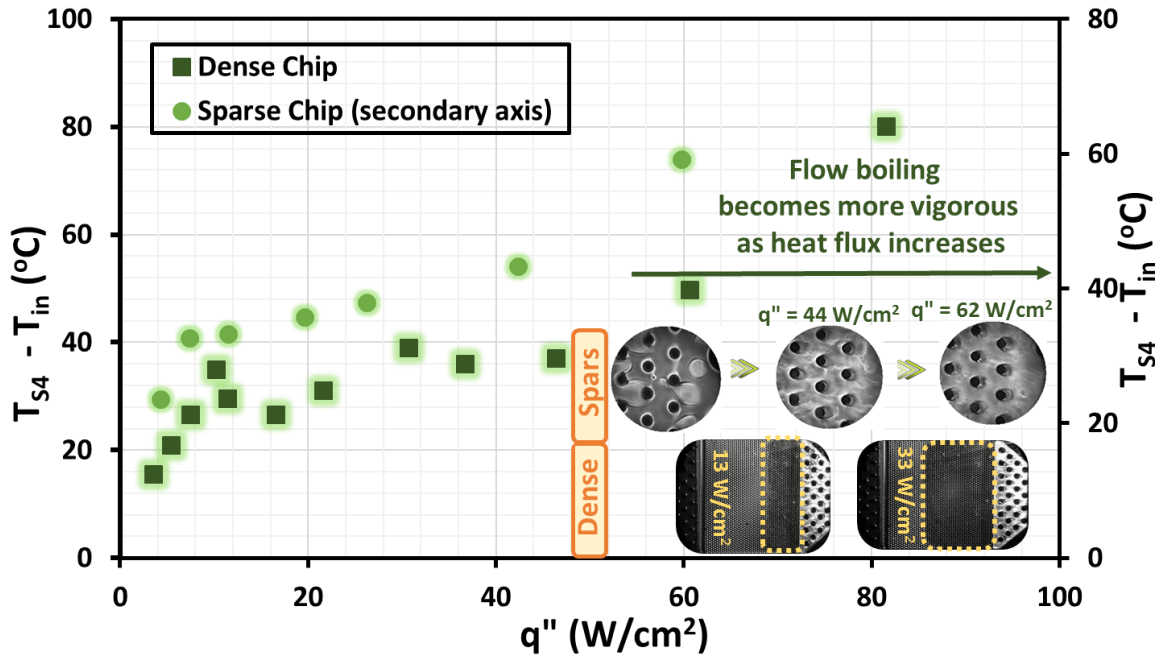 100
80
60
40
20
0
T_S4 - T_in (°C)
Dense Chip
Sparse Chip (secondary axis)
Flow boiling
becomes more vigorous
as heat flux increases
q" = 44 W/cm²
q" = 62 W/cm²
Spars
Dense
13 W/cm²
33 W/cm²
80
60
40
20
0
T_S4 - T_in (°C)
0
20
40
60
80
100
q" (W/cm²)